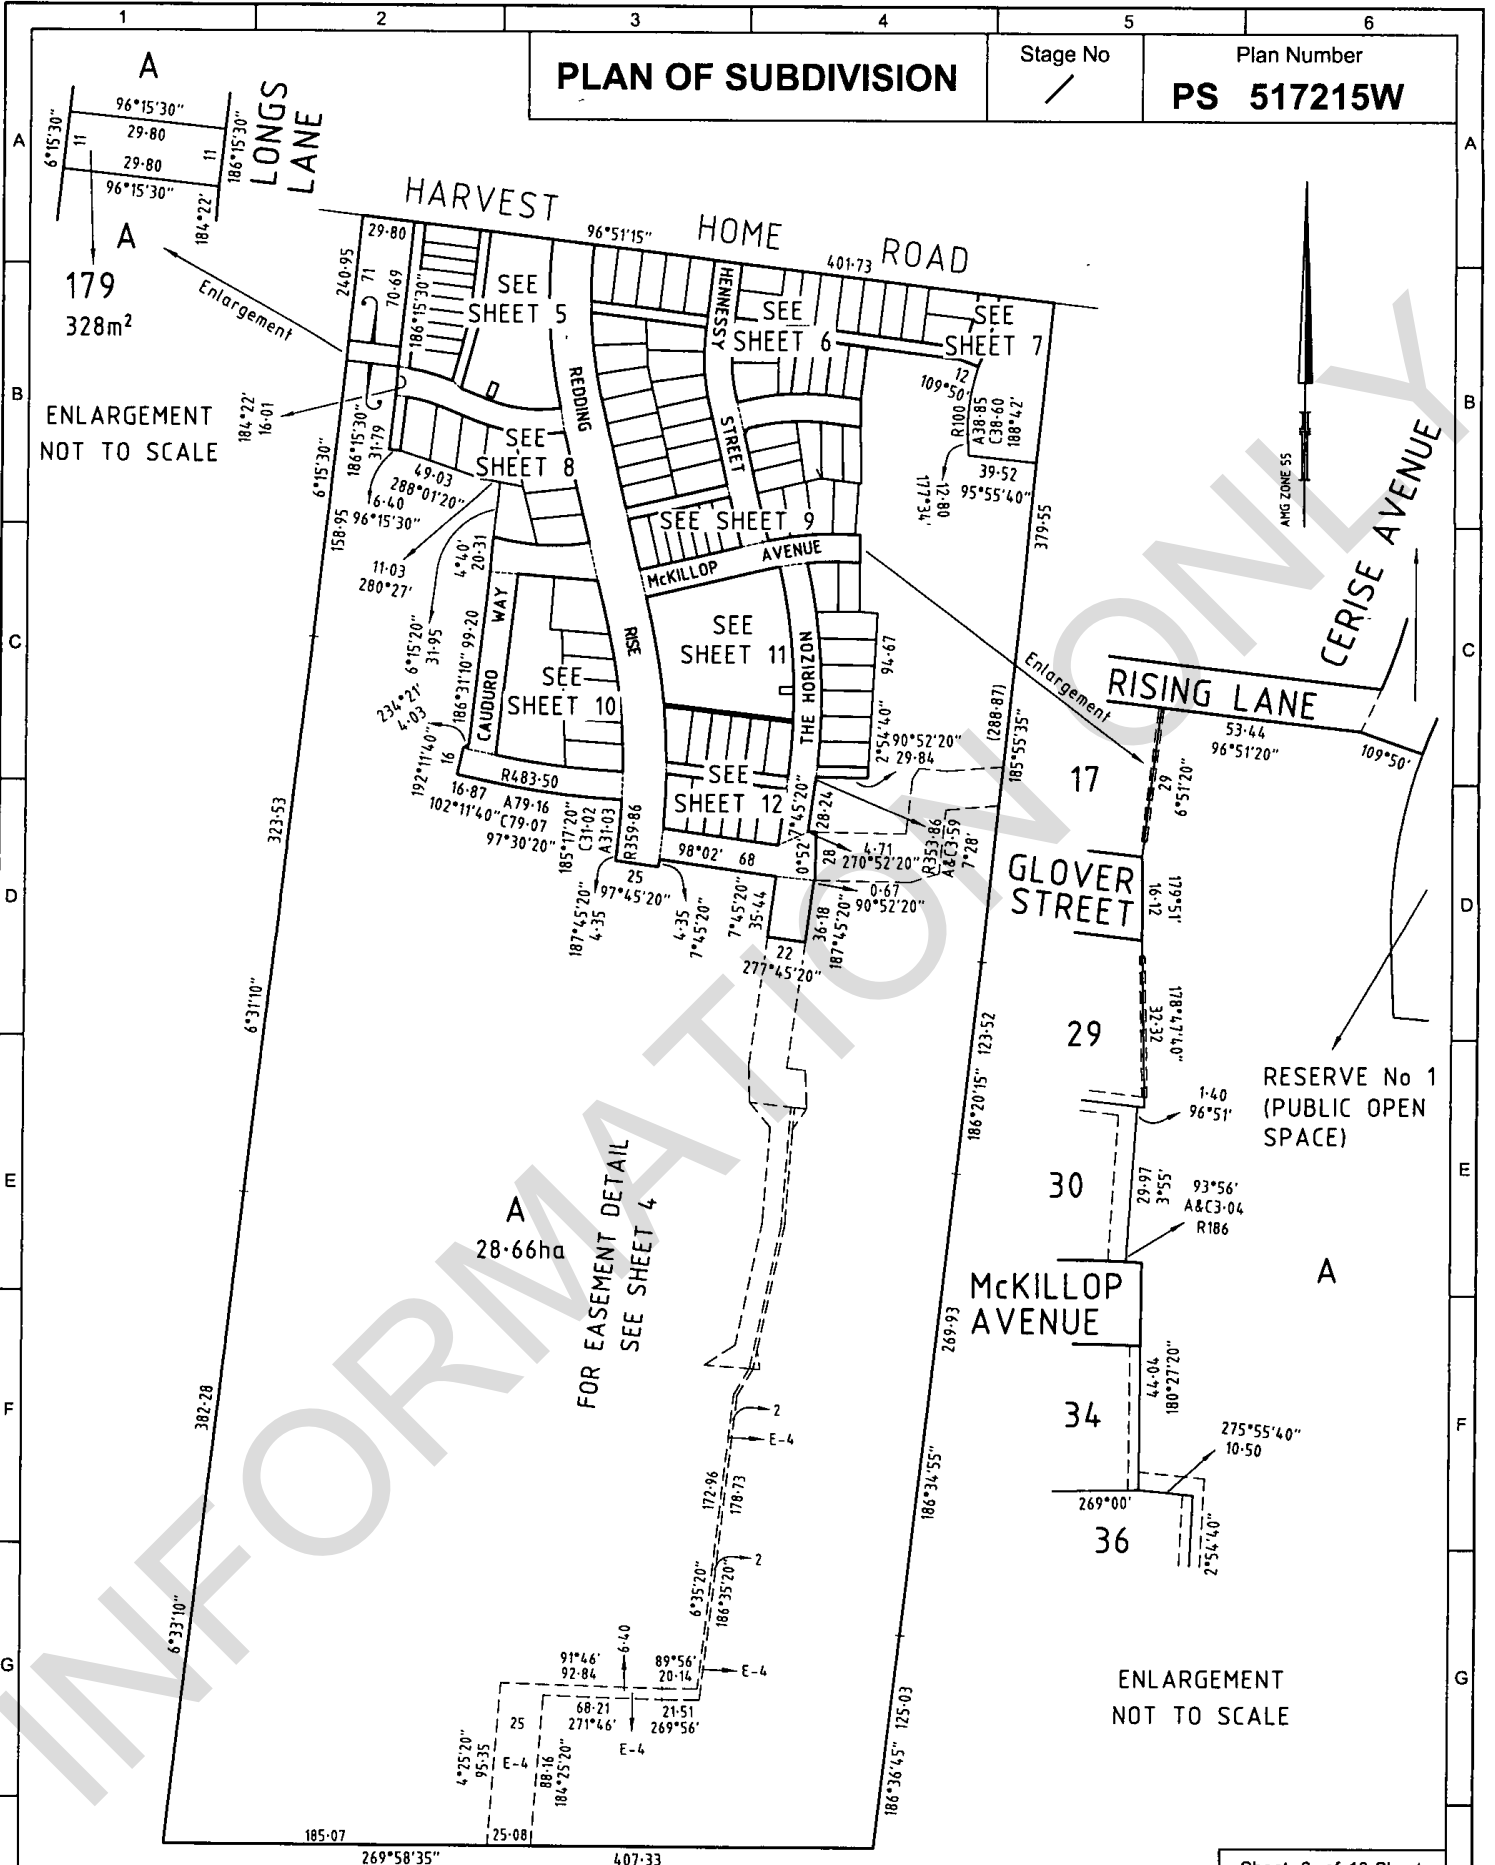 1 2 3 4 5 6
PLAN OF SUBDIVISION
Stage No
/
Plan Number
PS 517215W
A
B
C
D
E
F
G
A
B
C
D
E
F
G
A
96°15'30"
29·80
6°15'30"
11
11
186°15'30"
29·80
96°15'30"
184°22'
LONGS
LANE
A
179
328m²
Enlargement
ENLARGEMENT
NOT TO SCALE
184°22'
16·01
HARVEST HOME ROAD
96°51'15"
401·73
29·80
240·95
71
70·69
186°15'30"
SEE
SHEET 5
HENNESSY
STREET
SEE
SHEET 6
SEE
SHEET 7
REDDING
RISE
12
109°50'
R100
A38·85
C38·60
188°42'
39·52
95°55'40"
12·80
177°34'
379·55
AMG ZONE 55
CERISE AVENUE
6°15'30"
158·95
186°15'30"
31·79
SEE
SHEET 8
49·03
288°01'20"
16·40
96°15'30"
11·03
280°27'
4°40'
20·31
6°15'20"
31·95
SEE SHEET 9
McKILLOP AVENUE
CAUDURO WAY
186°31'10" 99·20
234°21'
4·03
192°11'40"
16
SEE
SHEET 10
SEE
SHEET 11
THE HORIZON
94·67
2°54'40"
90°52'20"
29·84
(288·87)
185°55'35"
Enlargement
RISING LANE
53·44
96°51'20"
109°50'
17
29
6°51'20"
R483·50
16·87
102°11'40"
A79·16
C79·07
97°30'20"
185°17'20"
C31·02
A31·03
R359·86
SEE
SHEET 12
7°45'20"
28·24
0°52'
28
4·71
270°52'20"
R353·86
A&C3·59
7°28'
98°02' 68
25
97°45'20"
187°45'20"
4·35
4·35
7°45'20"
7°45'20"
35·44
36·18
187°45'20"
0·67
90°52'20"
22
277°45'20"
GLOVER
STREET
179°51'
16·12
323·53
6°31'10"
29
178°47'40"
32·32
186°20'15" 123·52
RESERVE No 1
(PUBLIC OPEN
SPACE)
1·40
96°51'
30
29·97
3°55'
93°56'
A&C3·04
R186
A
28·66ha
FOR EASEMENT DETAIL
SEE SHEET 4
McKILLOP
AVENUE
A
269·93
186°34'55"
382·28
6°33'10"
34
44·04
180°27'20"
275°55'40"
10·50
269°00'
36
2°54'40"
2
E-4
172·96
178·73
2
6°35'20"
186°35'20"
E-4
91°46'
92·84
6·40
89°56'
20·14
68·21
271°46'
21·51
269°56'
E-4
25
E-4
4°25'20"
95·35
88·16
184°25'20"
186°36'45" 125·03
ENLARGEMENT
NOT TO SCALE
185·07
25·08
269°58'35"
407·33
INFORMATION ONLY